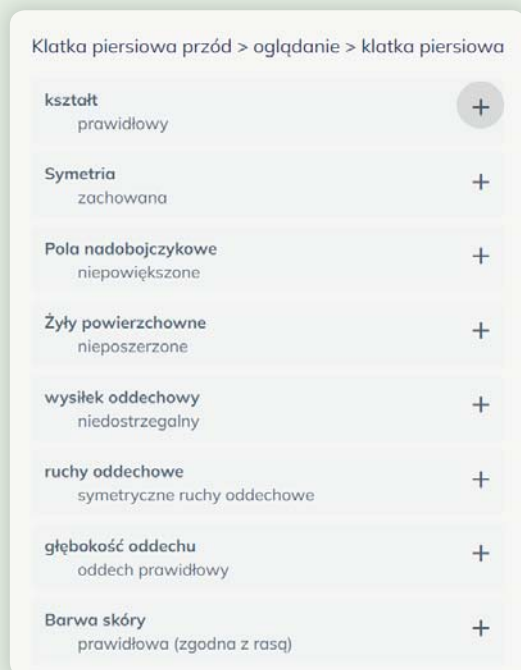 Klatka piersiowa przód > oglądanie > klatka piersiowa
kształt
prawidłowy
+
Symetria
zachowana
+
Pola nadobojczykowe
niepowiększone
+
Żyły powierzchowne
nieposzerzone
+
wysiłek oddechowy
niedostrzegalny
+
ruchy oddechowe
symetryczne ruchy oddechowe
+
głębokość oddechu
oddech prawidłowy
+
Barwa skóry
prawidłowa (zgodna z rasą)
+